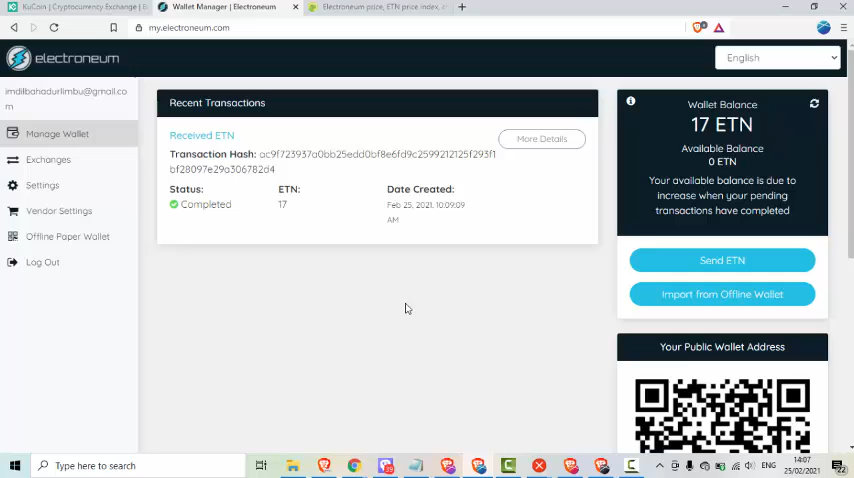 KuCoin | Cryptocurrency Exchange | B
Wallet Manager | Electroneum
Electroneum price, ETN price index, c
my.electroneum.com
electroneum
English
imdilbahadurlimbu@gmail.co
m
Manage Wallet
Exchanges
Settings
Vendor Settings
Offline Paper Wallet
Log Out
Recent Transactions
Received ETN
More Details
Transaction Hash: ac9f723937a0bb25edd0bf8e6fd9c2599212125f293f1
bf28097e29a306782d4
Status: ETN: Date Created:
Completed 17 Feb 25, 2021, 10:09:09
AM
Wallet Balance
17 ETN
Available Balance
0 ETN
Your available balance is due to
increase when your pending
transactions have completed
Send ETN
Import from Offline Wallet
Your Public Wallet Address
Type here to search
ENG
14:07
25/02/2021
22